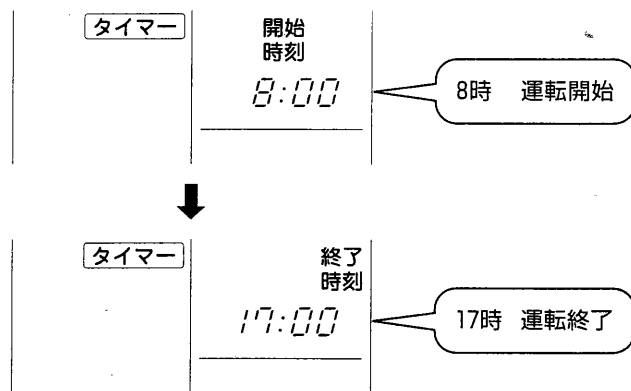 タイマー
開始
時刻
8:00
8時 運転開始
タイマー
終了
時刻
17:00
17時 運転終了